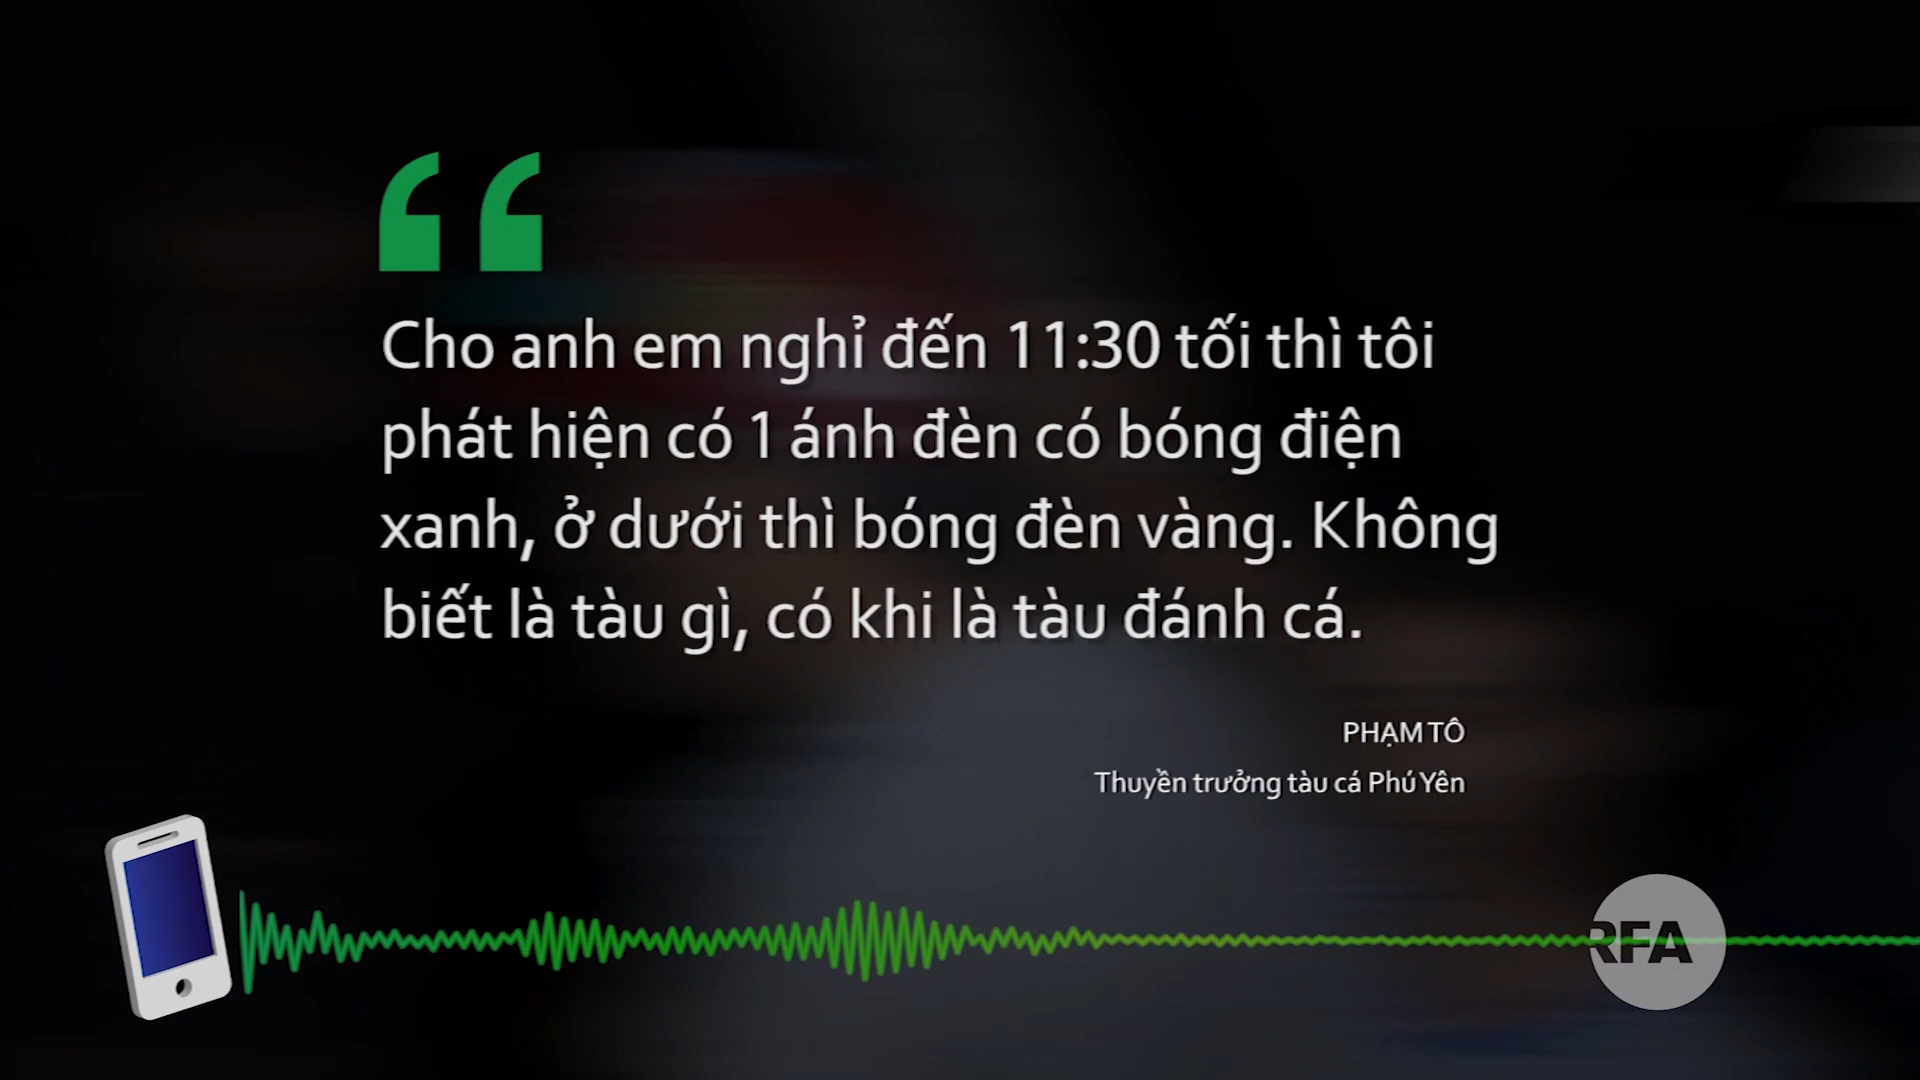 Cho anh em nghỉ đến 11:30 tối thì tôi
phát hiện có 1 ánh đèn có bóng điện
xanh, ở dưới thì bóng đèn vàng. Không
biết là tàu gì, có khi là tàu đánh cá.
PHẠM TÔ
Thuyền trưởng tàu cá Phú Yên
RFA